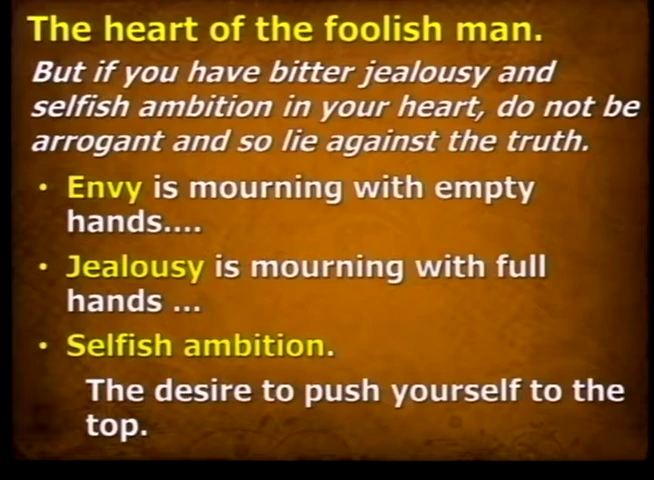 The heart of the foolish man.
But if you have bitter jealousy and
selfish ambition in your heart, do not be
arrogant and so lie against the truth.
• Envy is mourning with empty
hands....
• Jealousy is mourning with full
hands ...
• Selfish ambition.
The desire to push yourself to the
top.